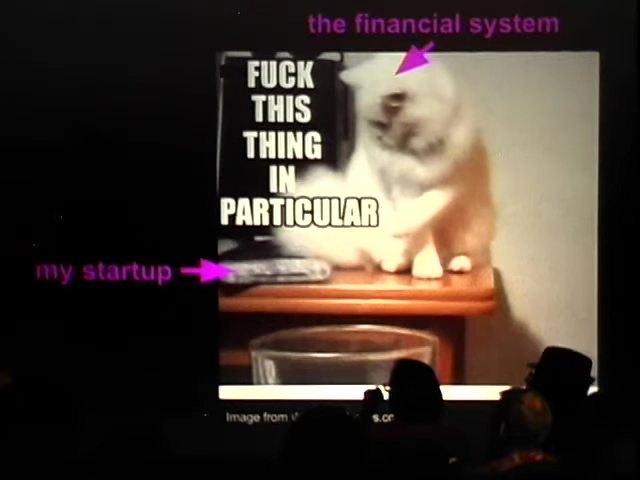 the financial system
FUCK
THIS
THING
IN
PARTICULAR
my startup
Image from